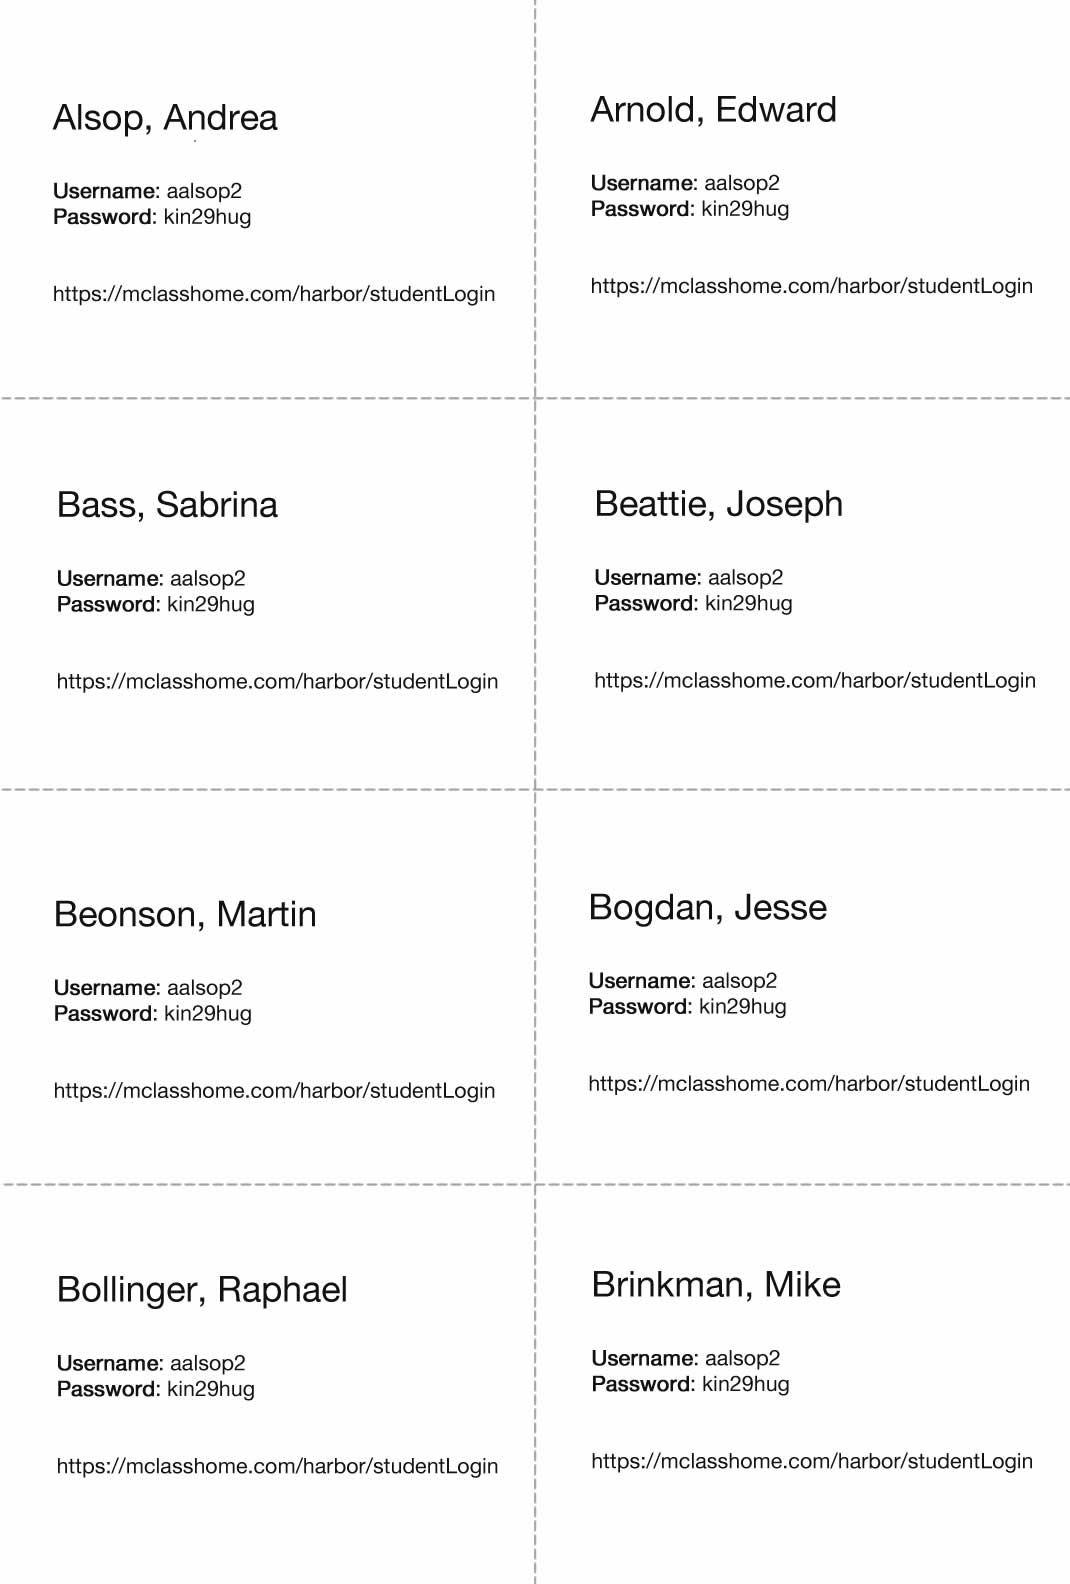 Alsop, Andrea
Username: aalsop2
Password: kin29hug
https://mclasshome.com/harbor/studentLogin
Arnold, Edward
Username: aalsop2
Password: kin29hug
https://mclasshome.com/harbor/studentLogin
Bass, Sabrina
Username: aalsop2
Password: kin29hug
https://mclasshome.com/harbor/studentLogin
Beattie, Joseph
Username: aalsop2
Password: kin29hug
https://mclasshome.com/harbor/studentLogin
Beonson, Martin
Username: aalsop2
Password: kin29hug
https://mclasshome.com/harbor/studentLogin
Bogdan, Jesse
Username: aalsop2
Password: kin29hug
https://mclasshome.com/harbor/studentLogin
Bollinger, Raphael
Username: aalsop2
Password: kin29hug
https://mclasshome.com/harbor/studentLogin
Brinkman, Mike
Username: aalsop2
Password: kin29hug
https://mclasshome.com/harbor/studentLogin